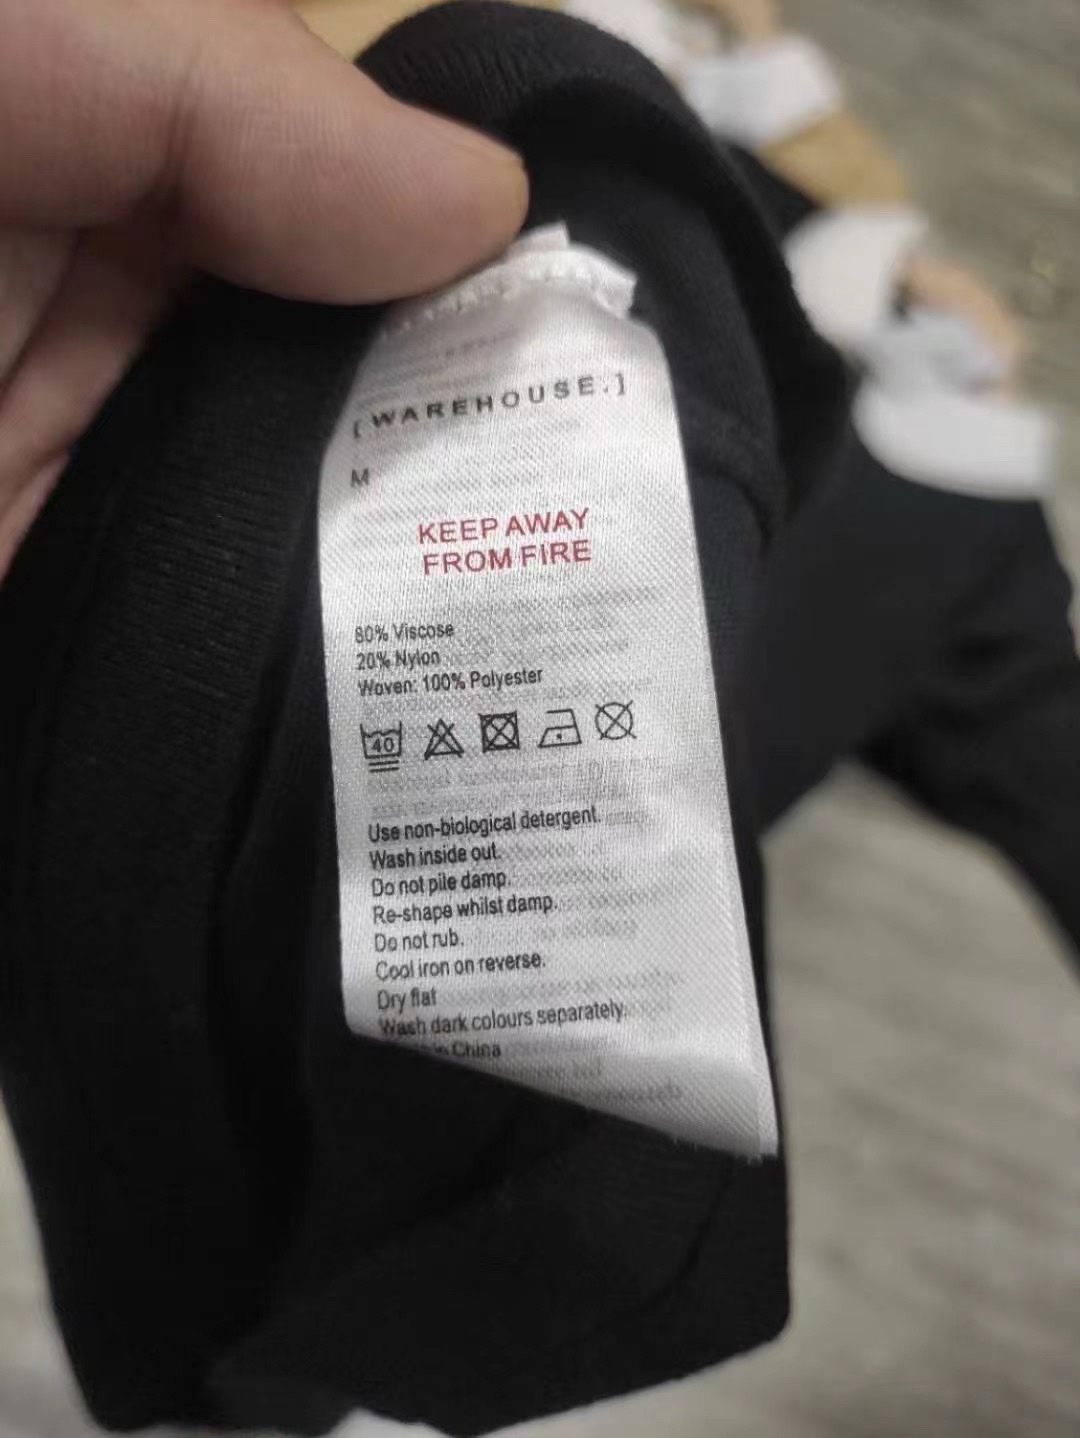 [WAREHOUSE.]
M
KEEP AWAY
FROM FIRE
80% Viscose
20% Nylon
Woven: 100% Polyester
40
Use non-biological detergent.
Wash inside out.
Do not pile damp.
Re-shape whilst damp.
Do not rub.
Cool iron on reverse.
Dry flat
Wash dark colours separately.
in China